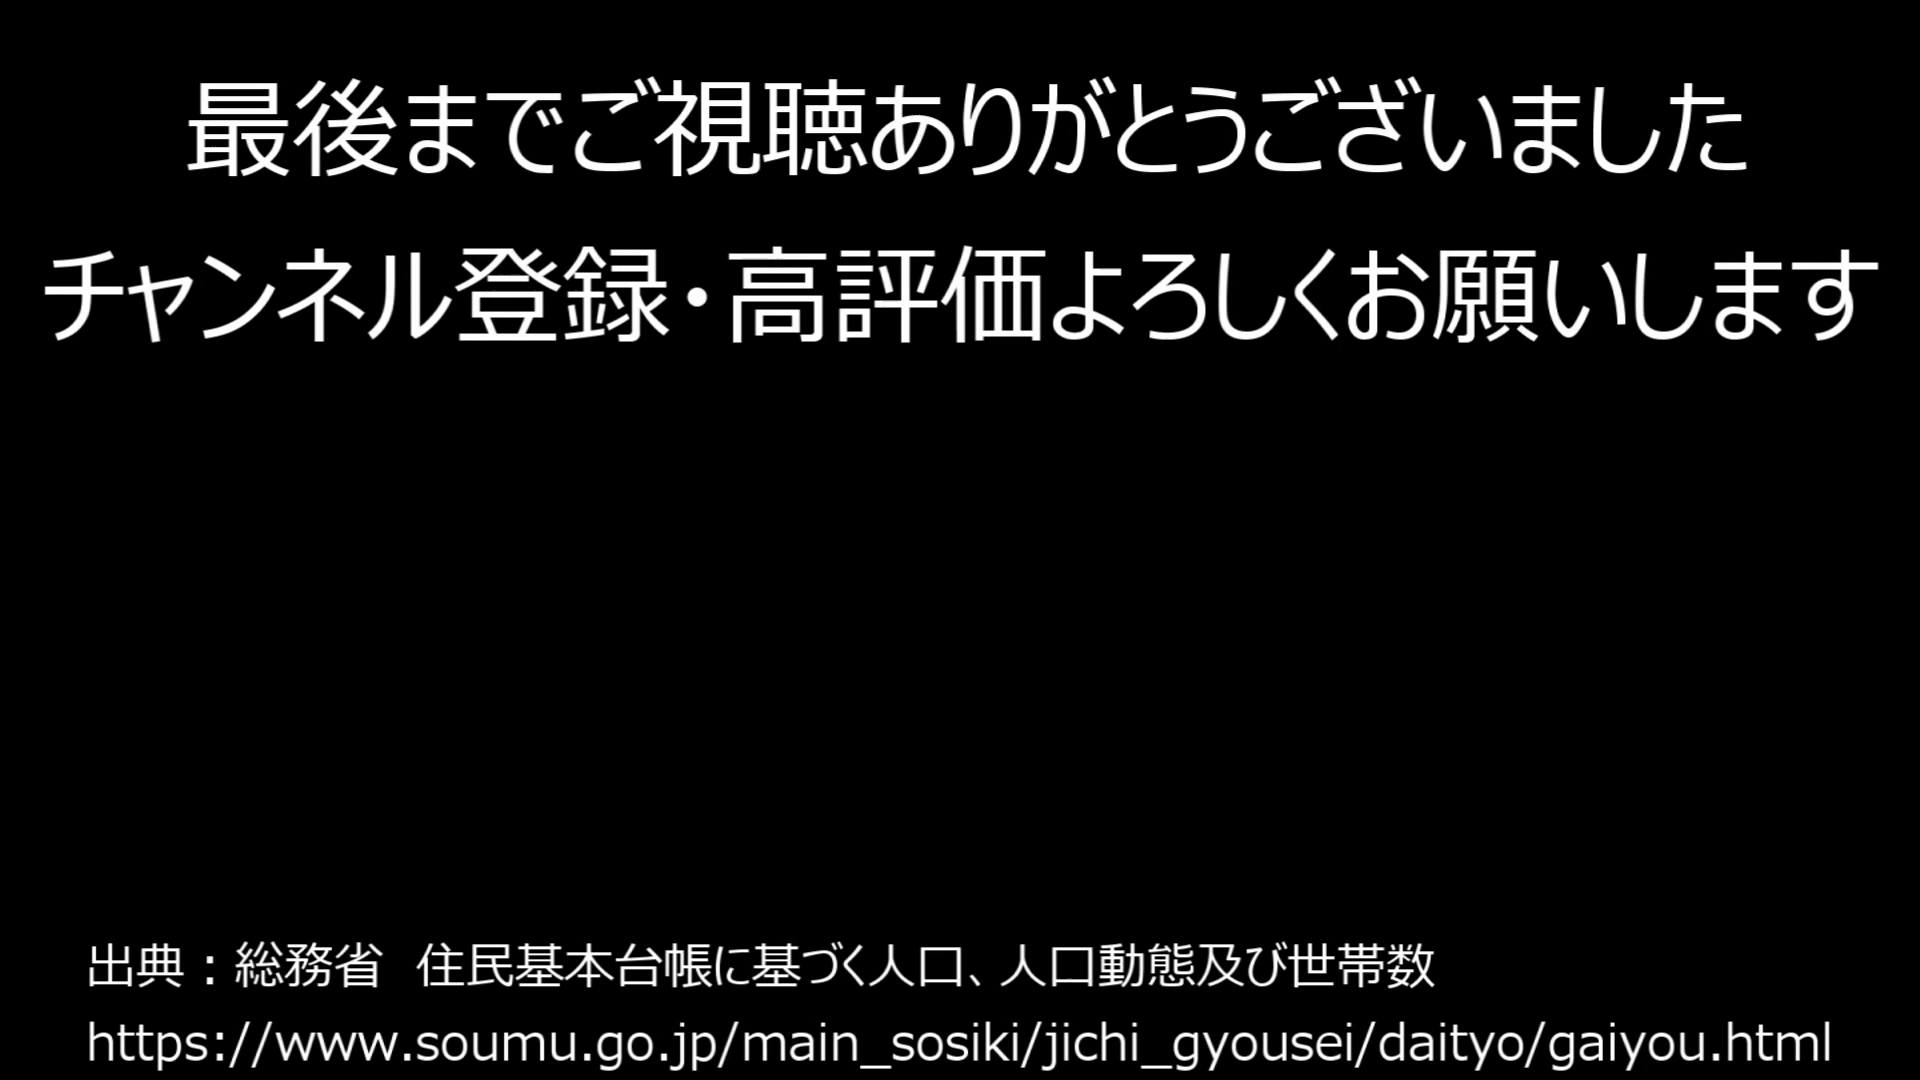 最後までご視聴ありがとうございました
チャンネル登録・高評価よろしくお願いします
出典：総務省　住民基本台帳に基づく人口、人口動態及び世帯数
https://www.soumu.go.jp/main_sosiki/jichi_gyousei/daityo/gaiyou.html